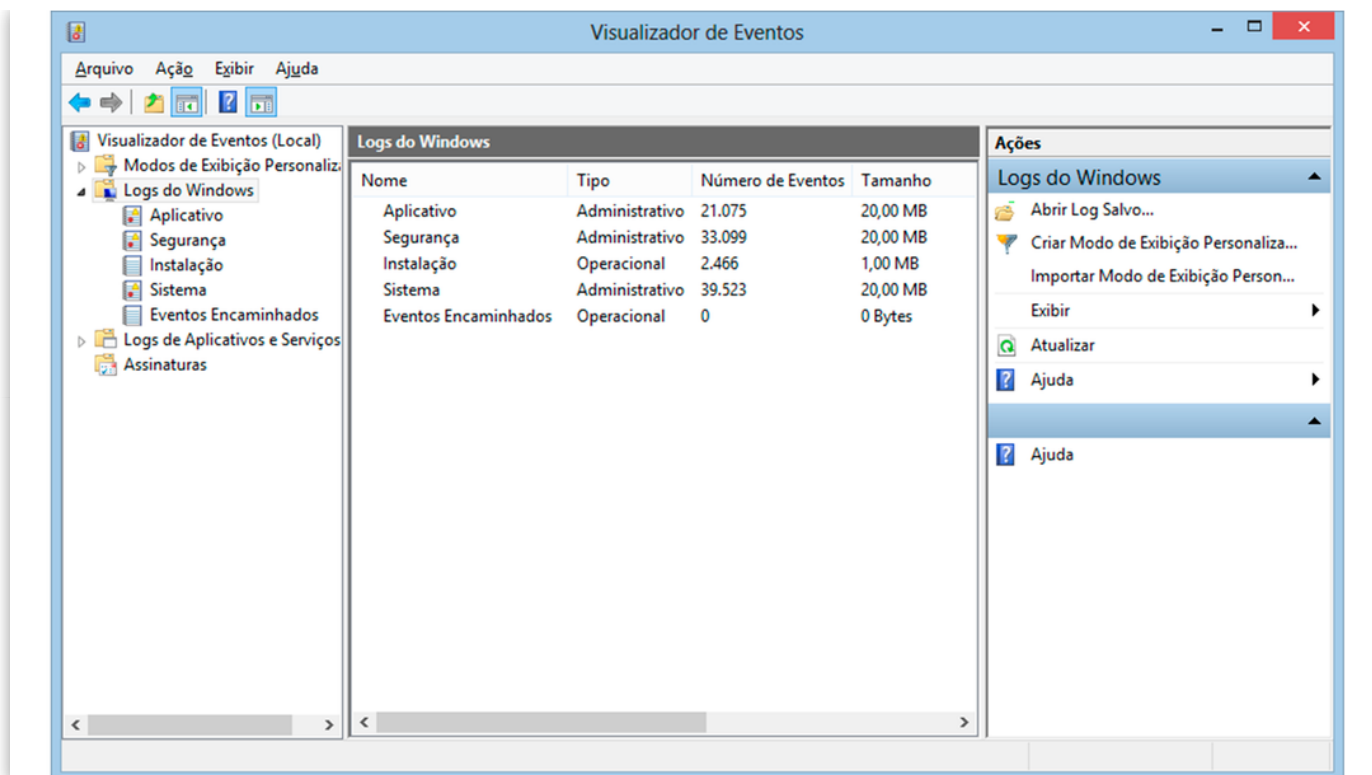 Visualizador de Eventos
Arquivo Ação Exibir Ajuda
Visualizador de Eventos (Local)
Modos de Exibição Personaliz
Logs do Windows
Aplicativo
Segurança
Instalação
Sistema
Eventos Encaminhados
Logs de Aplicativos e Serviços
Assinaturas
Logs do Windows
Nome Tipo Número de Eventos Tamanho
Aplicativo Administrativo 21.075 20,00 MB
Segurança Administrativo 33.099 20,00 MB
Instalação Operacional 2.466 1,00 MB
Sistema Administrativo 39.523 20,00 MB
Eventos Encaminhados Operacional 0 0 Bytes
Ações
Logs do Windows
Abrir Log Salvo...
Criar Modo de Exibição Personaliza...
Importar Modo de Exibição Person...
Exibir
Atualizar
Ajuda
Ajuda